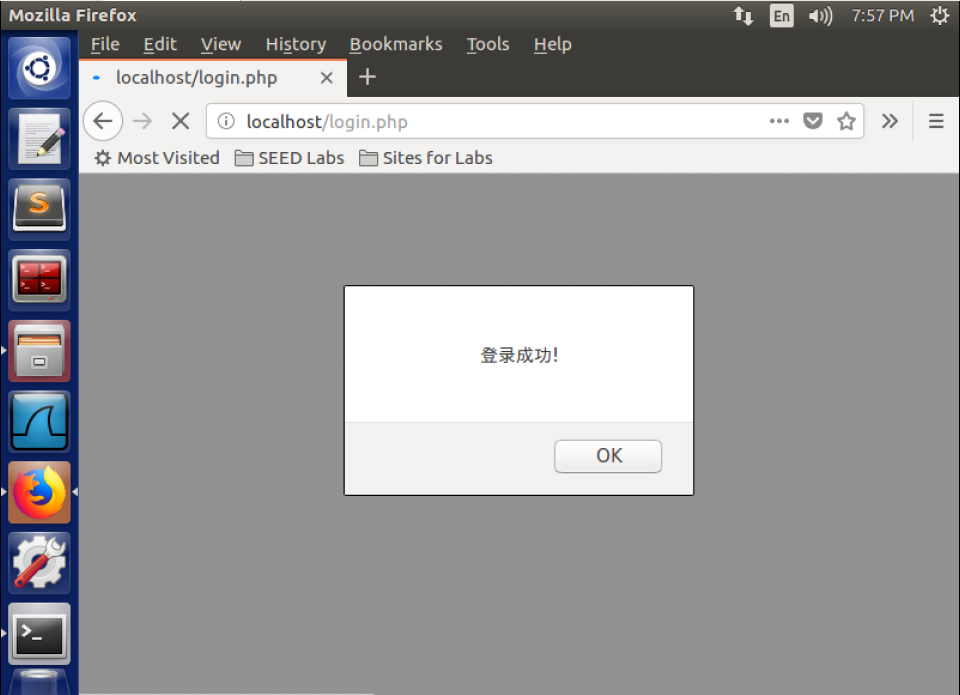 Mozilla Firefox En 7:57 PM
File Edit View History Bookmarks Tools Help
localhost/login.php
localhost/login.php
Most Visited SEED Labs Sites for Labs
登录成功!
OK